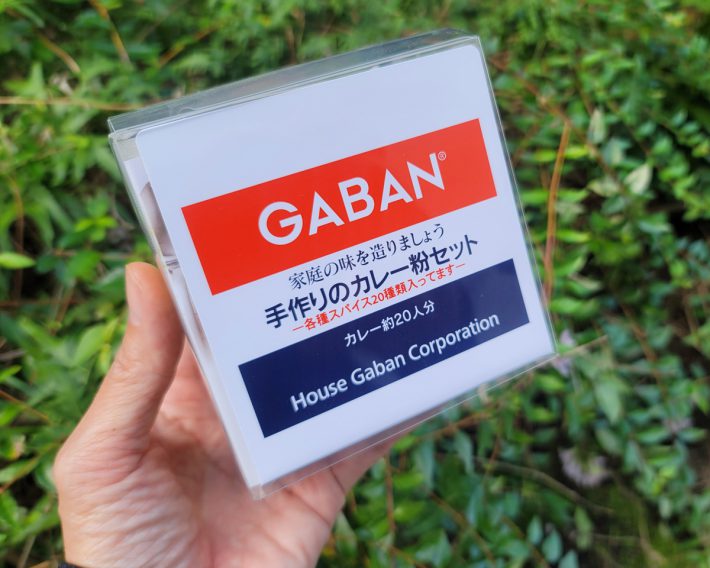 GABAN®
家庭の味を造りましょう
手作りのカレー粉セット
ー各種スパイス20種類入ってますー
カレー約20人分
House Gaban Corporation